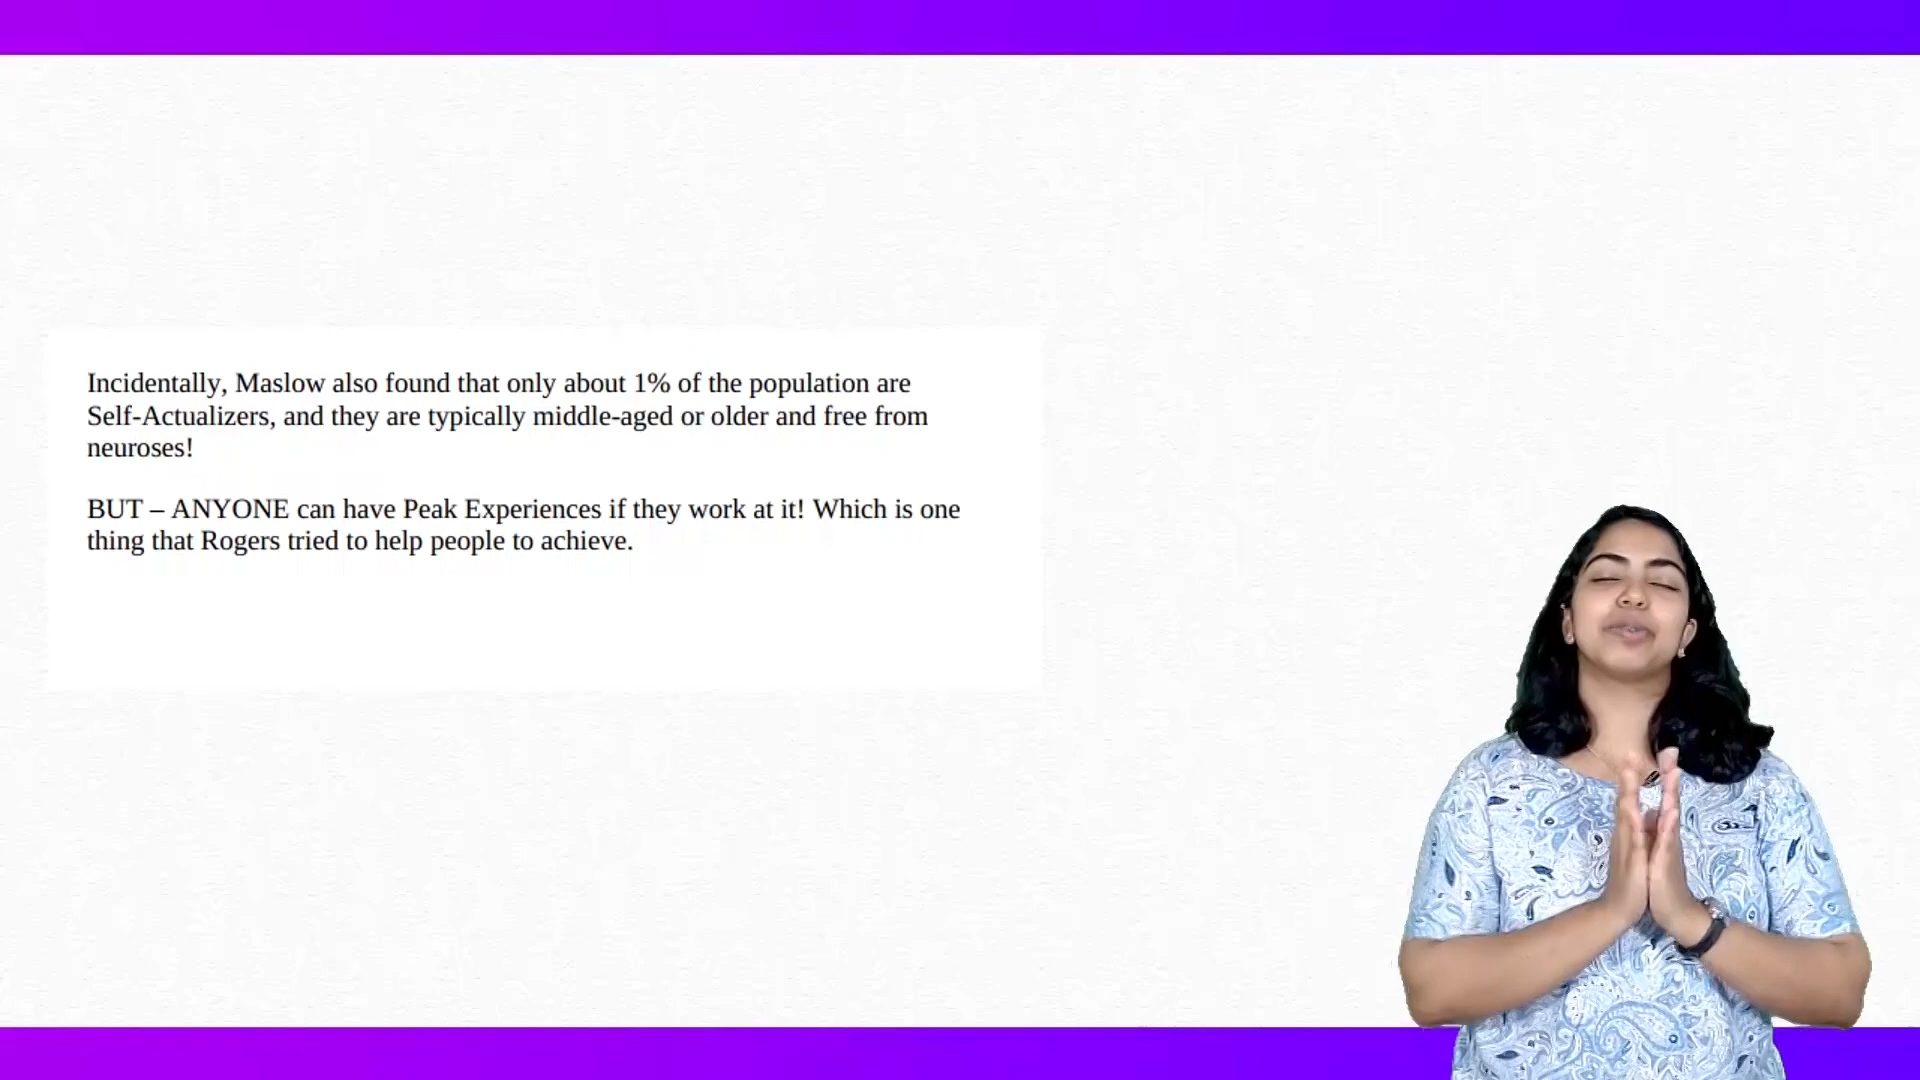 Incidentally, Maslow also found that only about 1% of the population are
Self-Actualizers, and they are typically middle-aged or older and free from
neuroses!
BUT – ANYONE can have Peak Experiences if they work at it! Which is one
thing that Rogers tried to help people to achieve.